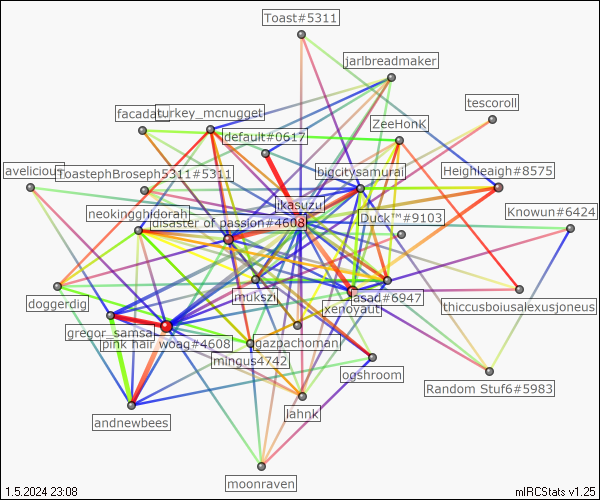 Toast#5311
jarlbreadmaker
tescoroll
facadat
turkey_mcnugget
ZeeHonK
default#0617
avelicious
ToastephBroseph5311#5311
bigcitysamurai
Heighleaigh#8575
neokingghidorah
ikasuzu
Duck™#9103
Knowun#6424
disaster of passion#4608
doggerdig
mukszi
asad#6947
thiccusboiusalexusjoneus
xenoyaut
gregor_samsa
pink hair woag#4608
gazpachoman
mingus4742
ogshroom
Random Stuf6#5983
andnewbees
lahnk
moonraven
1.5.2024 23:08
mIRCStats v1.25